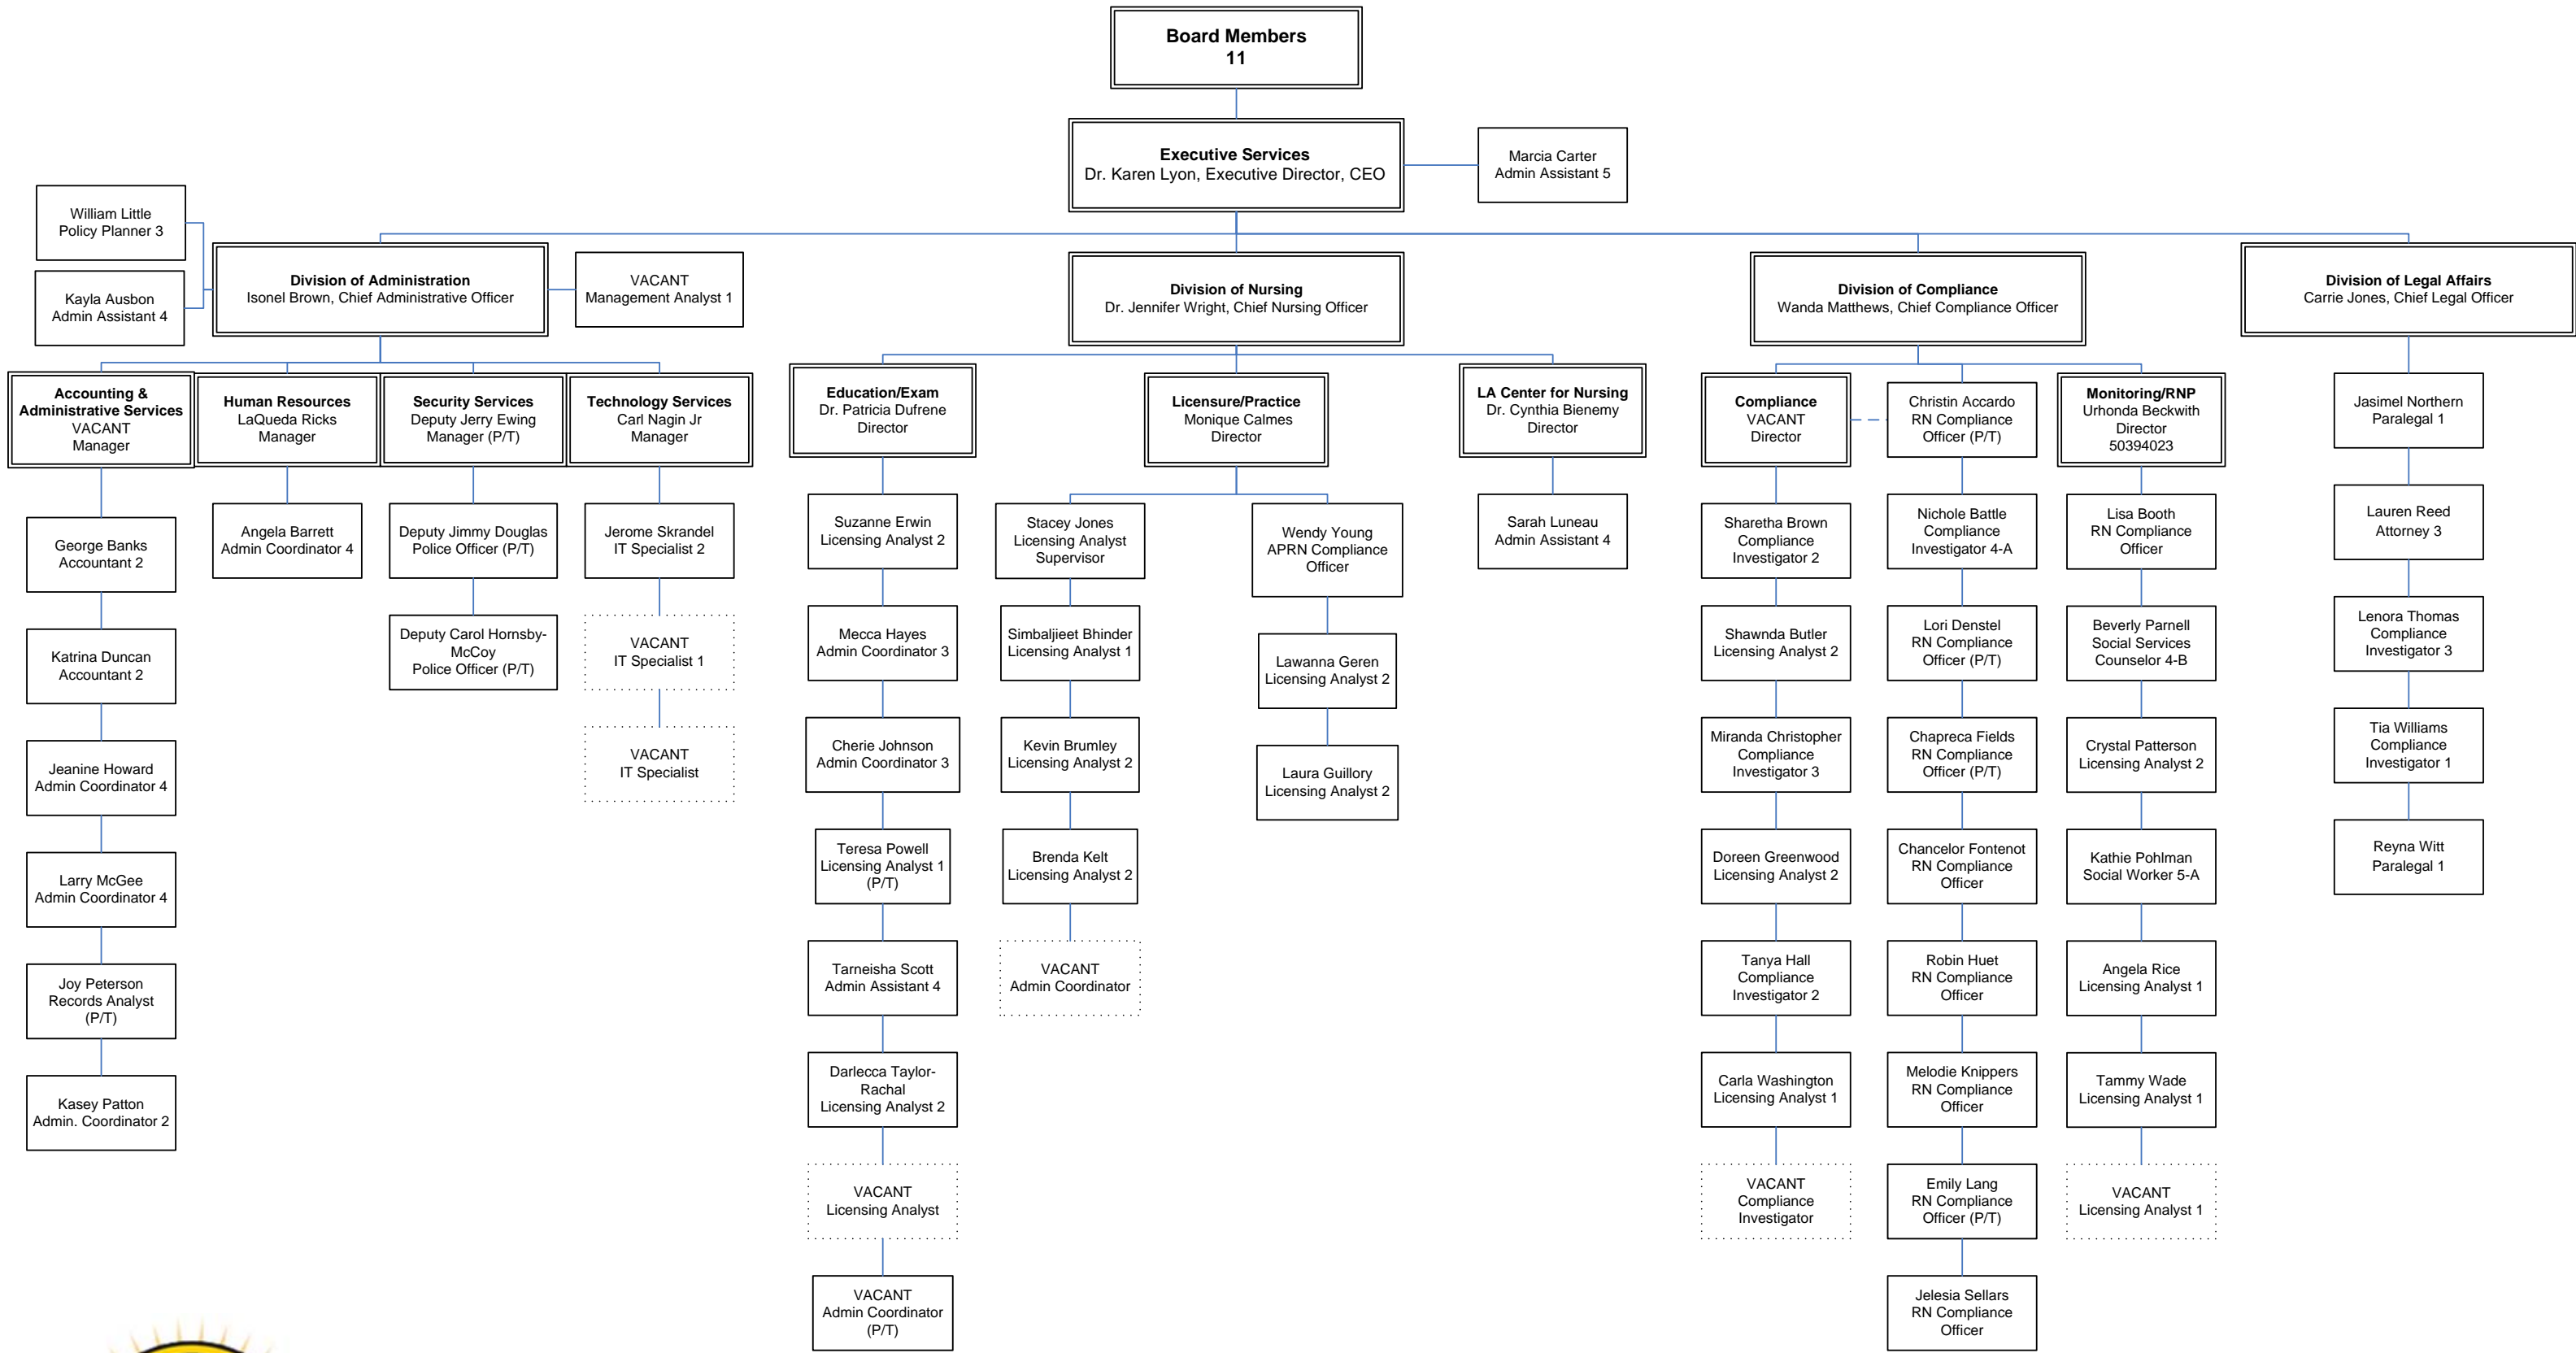 Board Members
11
Executive Services
Dr. Karen Lyon, Executive Director, CEO
Marcia Carter
Admin Assistant 5
William Little
Policy Planner 3
Kayla Ausbon
Admin Assistant 4
Division of Administration
Isonel Brown, Chief Administrative Officer
VACANT
Management Analyst 1
Division of Nursing
Dr. Jennifer Wright, Chief Nursing Officer
Division of Compliance
Wanda Matthews, Chief Compliance Officer
Division of Legal Affairs
Carrie Jones, Chief Legal Officer
Accounting &
Administrative Services
VACANT
Manager
Human Resources
LaQueda Ricks
Manager
Security Services
Deputy Jerry Ewing
Manager (P/T)
Technology Services
Carl Nagin Jr
Manager
Education/Exam
Dr. Patricia Dufrene
Director
Licensure/Practice
Monique Calmes
Director
LA Center for Nursing
Dr. Cynthia Bienemy
Director
Compliance
VACANT
Director
Christin Accardo
RN Compliance
Officer (P/T)
Monitoring/RNP
Urhonda Beckwith
Director
50394023
Jasimel Northern
Paralegal 1
George Banks
Accountant 2
Katrina Duncan
Accountant 2
Jeanine Howard
Admin Coordinator 4
Larry McGee
Admin Coordinator 4
Joy Peterson
Records Analyst
(P/T)
Kasey Patton
Admin. Coordinator 2
Angela Barrett
Admin Coordinator 4
Deputy Jimmy Douglas
Police Officer (P/T)
Deputy Carol Hornsby-
McCoy
Police Officer (P/T)
Jerome Skrandel
IT Specialist 2
VACANT
IT Specialist 1
VACANT
IT Specialist
Suzanne Erwin
Licensing Analyst 2
Mecca Hayes
Admin Coordinator 3
Cherie Johnson
Admin Coordinator 3
Teresa Powell
Licensing Analyst 1
(P/T)
Tarneisha Scott
Admin Assistant 4
Darlecca Taylor-
Rachal
Licensing Analyst 2
VACANT
Licensing Analyst
VACANT
Admin Coordinator
(P/T)
Stacey Jones
Licensing Analyst
Supervisor
Simbaljieet Bhinder
Licensing Analyst 1
Kevin Brumley
Licensing Analyst 2
Brenda Kelt
Licensing Analyst 2
VACANT
Admin Coordinator
Wendy Young
APRN Compliance
Officer
Lawanna Geren
Licensing Analyst 2
Laura Guillory
Licensing Analyst 2
Sarah Luneau
Admin Assistant 4
Sharetha Brown
Compliance
Investigator 2
Shawnda Butler
Licensing Analyst 2
Miranda Christopher
Compliance
Investigator 3
Doreen Greenwood
Licensing Analyst 2
Tanya Hall
Compliance
Investigator 2
Carla Washington
Licensing Analyst 1
VACANT
Compliance
Investigator
Nichole Battle
Compliance
Investigator 4-A
Lori Denstel
RN Compliance
Officer (P/T)
Chapreca Fields
RN Compliance
Officer (P/T)
Chancelor Fontenot
RN Compliance
Officer
Robin Huet
RN Compliance
Officer
Melodie Knippers
RN Compliance
Officer
Emily Lang
RN Compliance
Officer (P/T)
Jelesia Sellars
RN Compliance
Officer
Lisa Booth
RN Compliance
Officer
Beverly Parnell
Social Services
Counselor 4-B
Crystal Patterson
Licensing Analyst 2
Kathie Pohlman
Social Worker 5-A
Angela Rice
Licensing Analyst 1
Tammy Wade
Licensing Analyst 1
VACANT
Licensing Analyst 1
Lauren Reed
Attorney 3
Lenora Thomas
Compliance
Investigator 3
Tia Williams
Compliance
Investigator 1
Reyna Witt
Paralegal 1